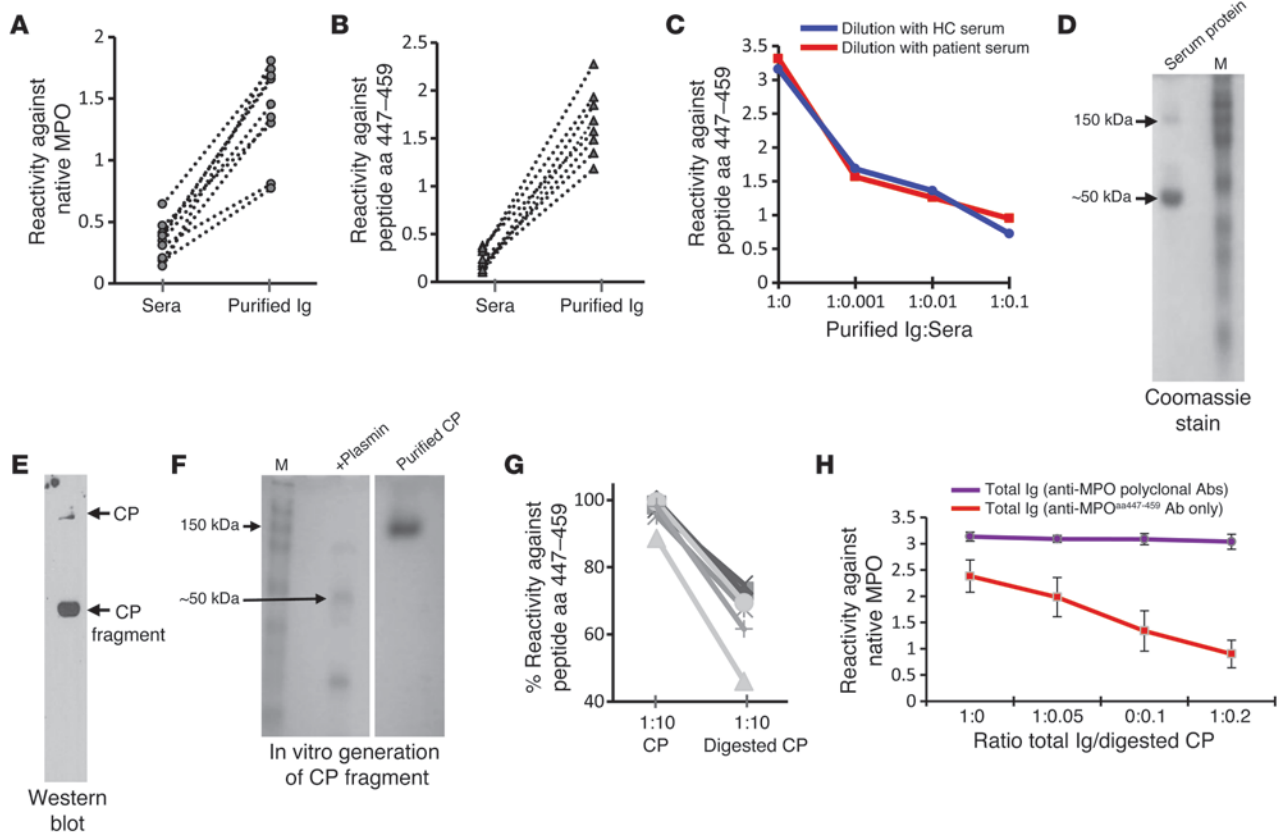 A
Reactivity against
native MPO
2
1.5
1
0.5
0
Sera
Purified Ig
B
Reactivity against
peptide aa 447–459
2.5
2
1.5
1
0.5
0
Sera
Purified Ig
C
Dilution with HC serum
Dilution with patient serum
Reactivity against
peptide aa 447–459
3.5
3
2.5
2
1.5
1
0.5
0
1:0
1:0.001
1:0.01
1:0.1
Purified Ig:Sera
D
Serum protein
M
150 kDa
~50 kDa
Coomassie
stain
E
CP
CP
fragment
Western
blot
F
M
+Plasmin
Purified CP
150 kDa
~50 kDa
In vitro generation
of CP fragment
G
% Reactivity against
peptide aa 447–459
100
80
60
40
1:10
CP
1:10
Digested CP
H
Total Ig (anti-MPO polyclonal Abs)
Total Ig (anti-MPOaa447-459 Ab only)
Reactivity against
native MPO
3.5
3
2.5
2
1.5
1
0.5
0
1:0
1:0.05
0:0.1
1:0.2
Ratio total Ig/digested CP